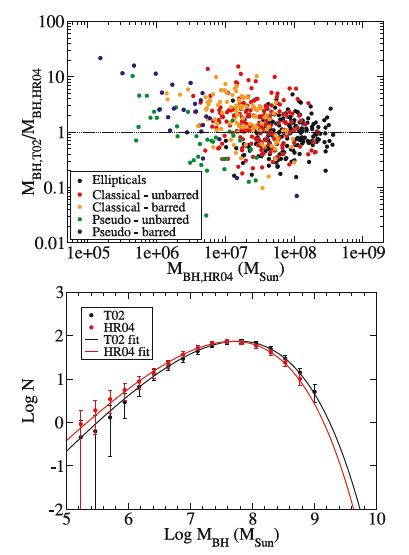 100
10
1
0.1
0.01
M_BH,T02/M_BH,HR04
Ellipticals
Classical - unbarred
Classical - barred
Pseudo - unbarred
Pseudo - barred
1e+05 1e+06 1e+07 1e+08 1e+09
M_BH,HR04 (M_Sun)
3
2
1
0
-1
-2
Log N
T02
HR04
T02 fit
HR04 fit
5 6 7 8 9 10
Log M_BH (M_Sun)